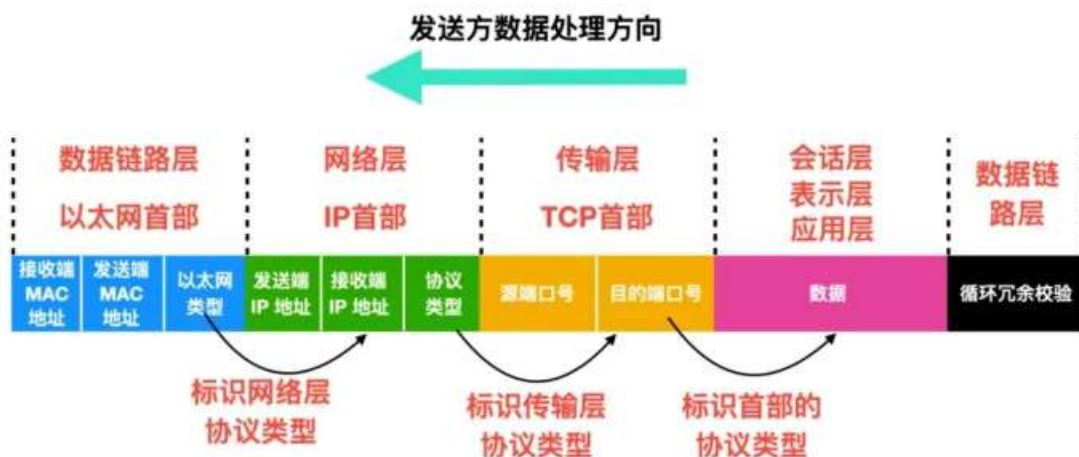 发送方数据处理方向
数据链路层
以太网首部
网络层
IP首部
传输层
TCP首部
会话层
表示层
应用层
数据链
路层
接收端
MAC
地址
发送端
MAC
地址
以太网
类型
发送端
IP 地址
接收端
IP 地址
协议
类型
源端口号
目的端口号
数据
循环冗余校验
标识网络层
协议类型
标识传输层
协议类型
标识首部的
协议类型